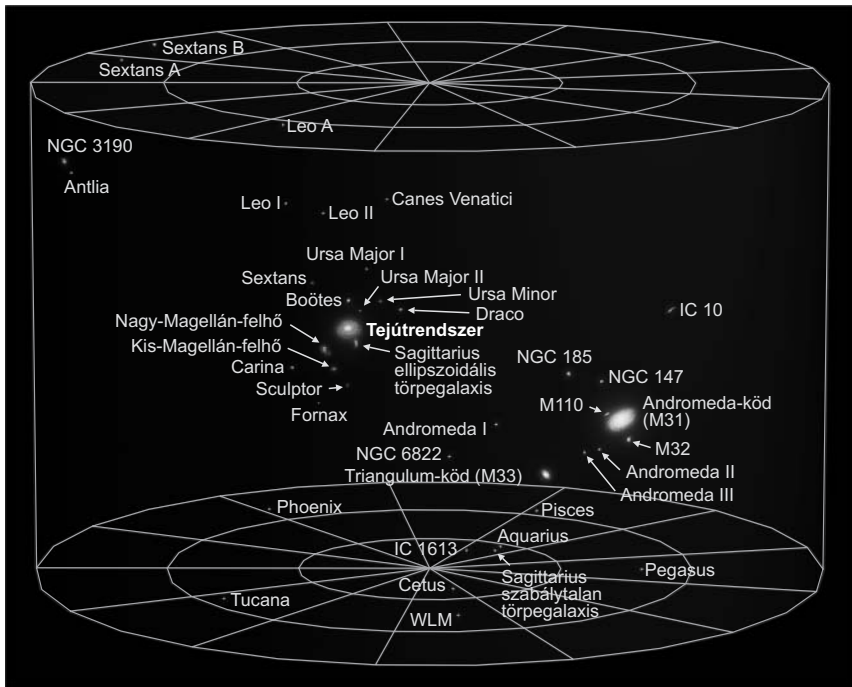 Sextans B
Sextans A
Leo A
NGC 3190
Antlia
Leo I
Leo II
Canes Venatici
Ursa Major I
Sextans
Ursa Major II
Boötes
Ursa Minor
Draco
IC 10
Nagy-Magellán-felhő
Tejútrendszer
Kis-Magellán-felhő
Sagittarius
ellipszoidális
törpegalaxis
Carina
Sculptor
Fornax
NGC 185
NGC 147
M110
Andromeda-köd
(M31)
Andromeda I
M32
NGC 6822
Andromeda II
Triangulum-köd (M33)
Andromeda III
Phoenix
Pisces
Aquarius
IC 1613
Pegasus
Cetus
Sagittarius
szabálytalan
törpegalaxis
Tucana
WLM